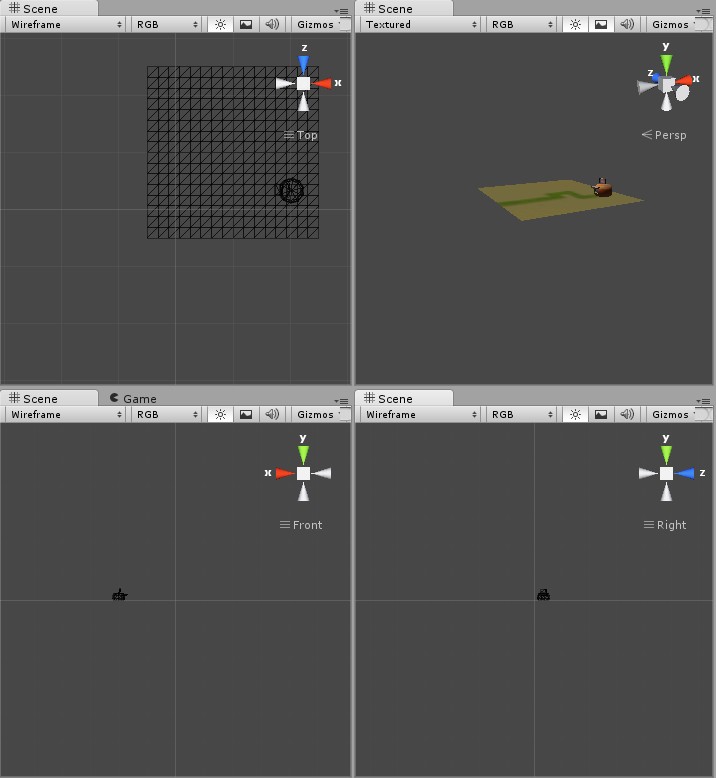 Scene
Wireframe RGB Gizmos
z
x
Top
Scene
Textured RGB Gizmos
y
z
x
Persp
Scene Game
Wireframe RGB Gizmos
y
x
Front
Scene
Wireframe RGB Gizmos
y
z
Right